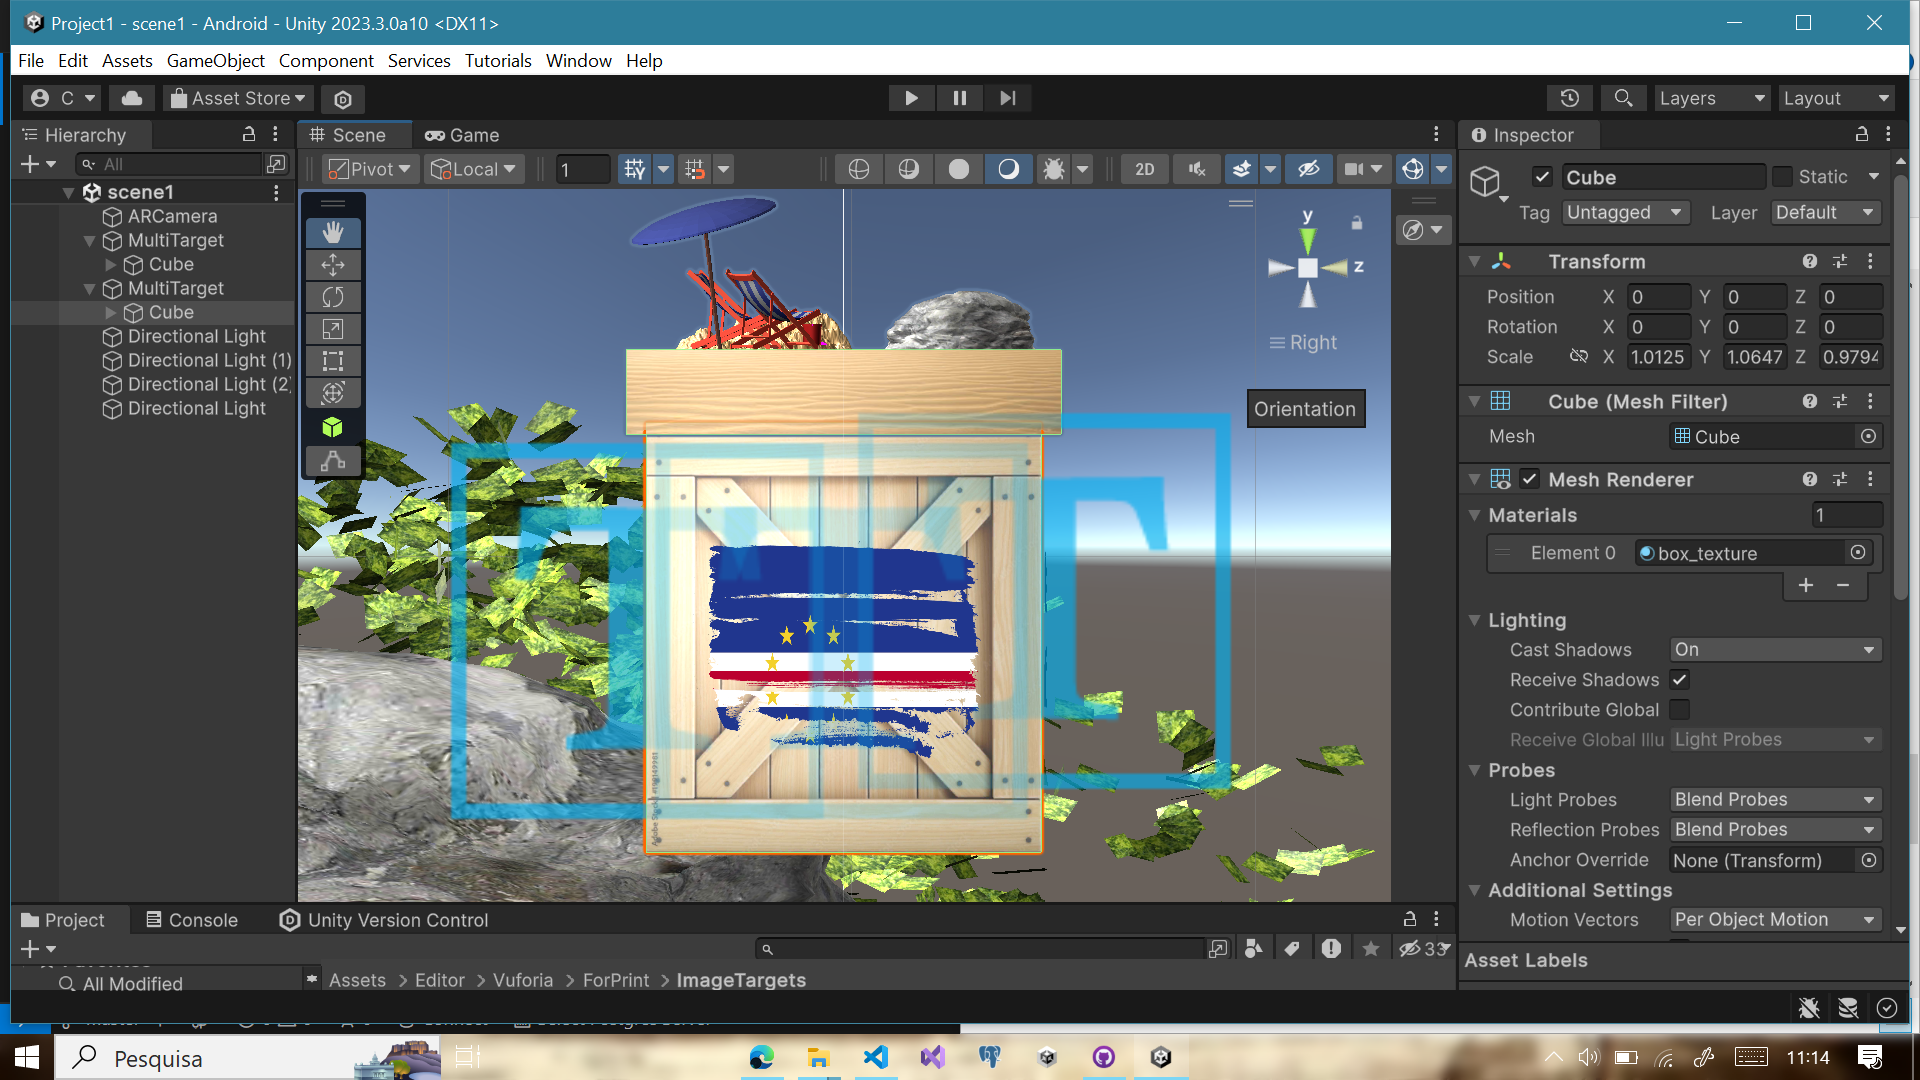 Project1 - scene1 - Android - Unity 2023.3.0a10 <DX11>
File Edit Assets GameObject Component Services Tutorials Window Help
C Asset Store Layers Layout
Hierarchy
All
scene1
ARCamera
MultiTarget
Cube
MultiTarget
Cube
Directional Light
Directional Light (1)
Directional Light (2
Directional Light
Scene Game
Pivot Local 1 2D
y
z
Right
Orientation
T T
Inspector
Cube Static
Tag Untagged Layer Default
Transform
Position X 0 Y 0 Z 0
Rotation X 0 Y 0 Z 0
Scale X 1.0125 Y 1.0647 Z 0.9794
Cube (Mesh Filter)
Mesh Cube
Mesh Renderer
Materials 1
Element 0 box_texture
Lighting
Cast Shadows On
Receive Shadows
Contribute Global
Receive Global Illu Light Probes
Probes
Light Probes Blend Probes
Reflection Probes Blend Probes
Anchor Override None (Transform)
Additional Settings
Motion Vectors Per Object Motion
Asset Labels
Project Console Unity Version Control
33
All Modified
Assets > Editor > Vuforia > ForPrint > ImageTargets
Pesquisa
11:14